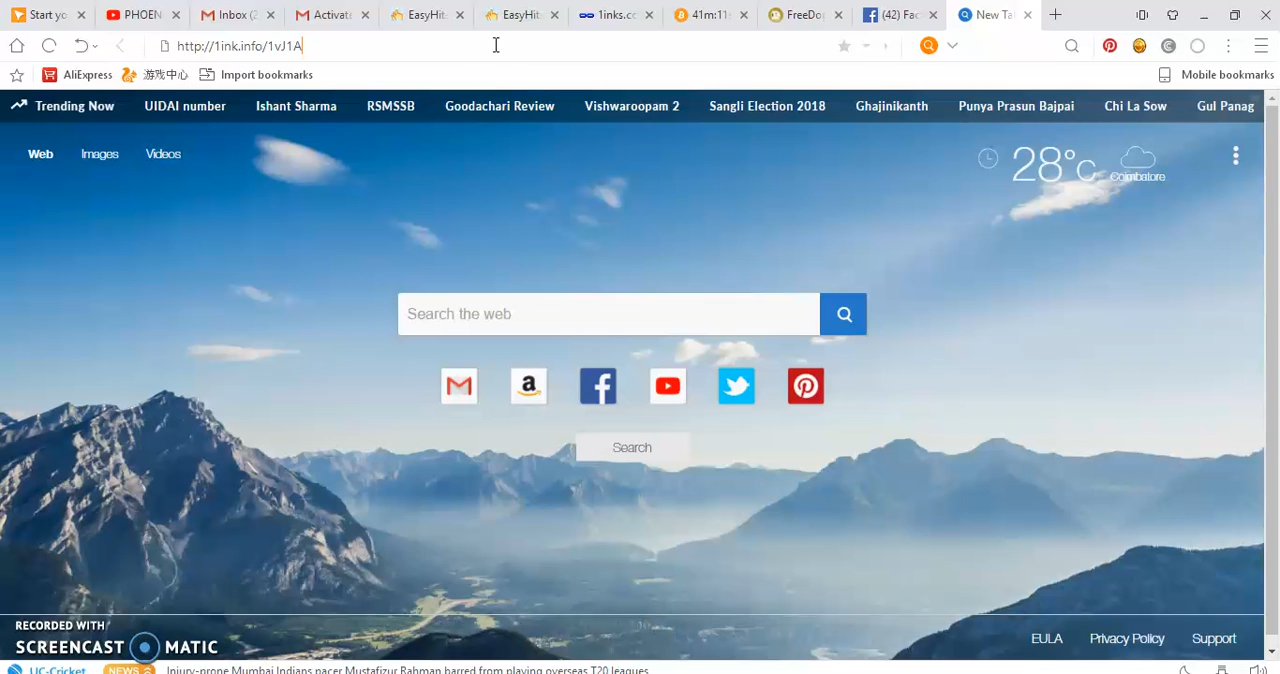 Start yo PHOEN Inbox (2 Activate EasyHits EasyHits 1inks.cc 41m:11s FreeDo (42) Fac New Ta
http://1ink.info/1vJ1A
AliExpress 游戏中心 Import bookmarks Mobile bookmarks
Trending Now UIDAI number Ishant Sharma RSMSSB Goodachari Review Vishwaroopam 2 Sangli Election 2018 Ghajinikanth Punya Prasun Bajpai Chi La Sow Gul Panag
Web Images Videos
28°c Coimbatore
Search the web
Search
RECORDED WITH
SCREENCAST MATIC
EULA Privacy Policy Support
UC-Cricket NEWS Injury-prone Mumbai Indians pacer Mustafizur Rahman barred from playing overseas T20 leagues